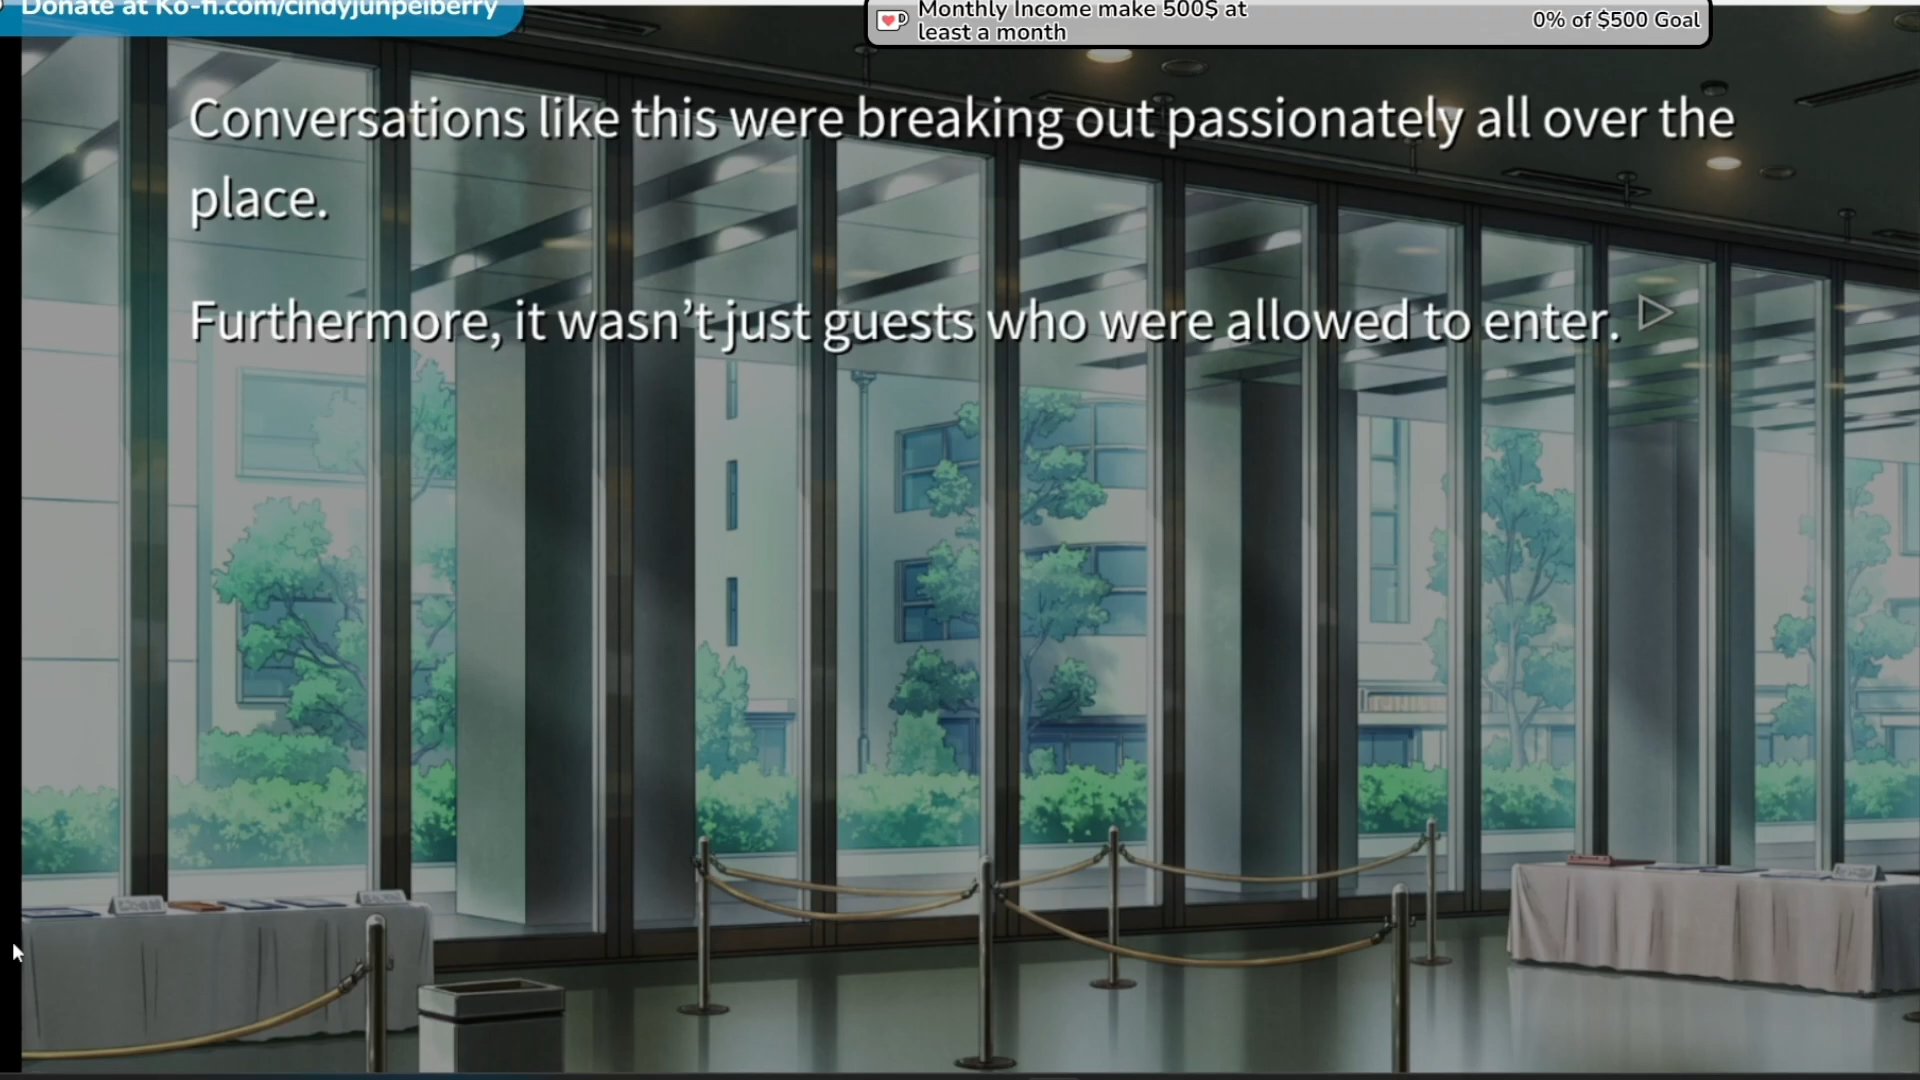 Donate at Ko-fi.com/cindyjunpeiberry
Monthly Income make 500$ at
least a month
0% of $500 Goal
Conversations like this were breaking out passionately all over the
place.
Furthermore, it wasn’t just guests who were allowed to enter.